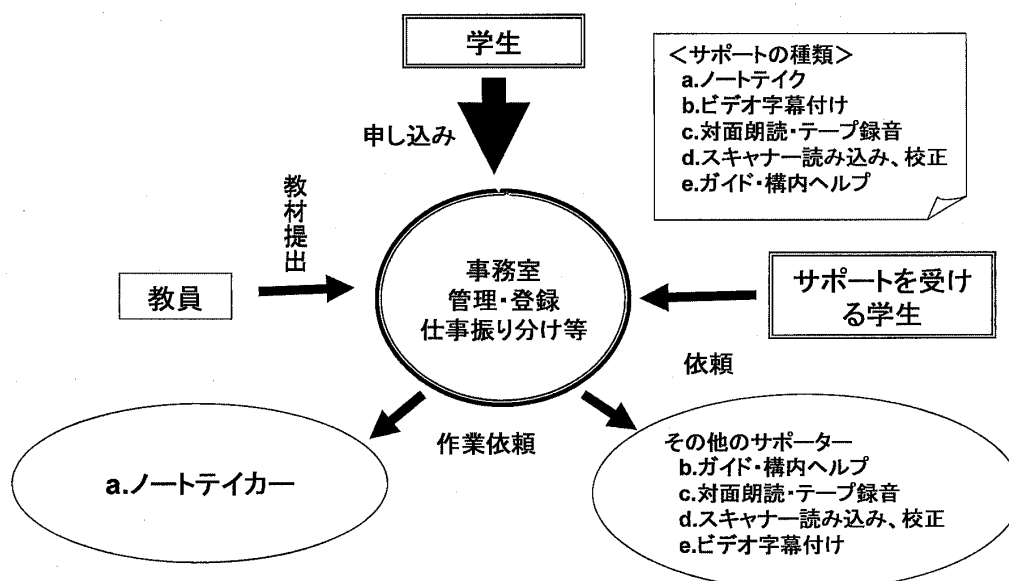 学生
＜サポートの種類＞
a.ノートテイク
b.ビデオ字幕付け
c.対面朗読・テープ録音
d.スキャナー読み込み、校正
e.ガイド・構内ヘルプ
申し込み
教材提出
教員
事務室
管理・登録
仕事振り分け等
サポートを受け
る学生
依頼
作業依頼
a.ノートテイカー
その他のサポーター
b.ガイド・構内ヘルプ
c.対面朗読・テープ録音
d.スキャナー読み込み、校正
e.ビデオ字幕付け